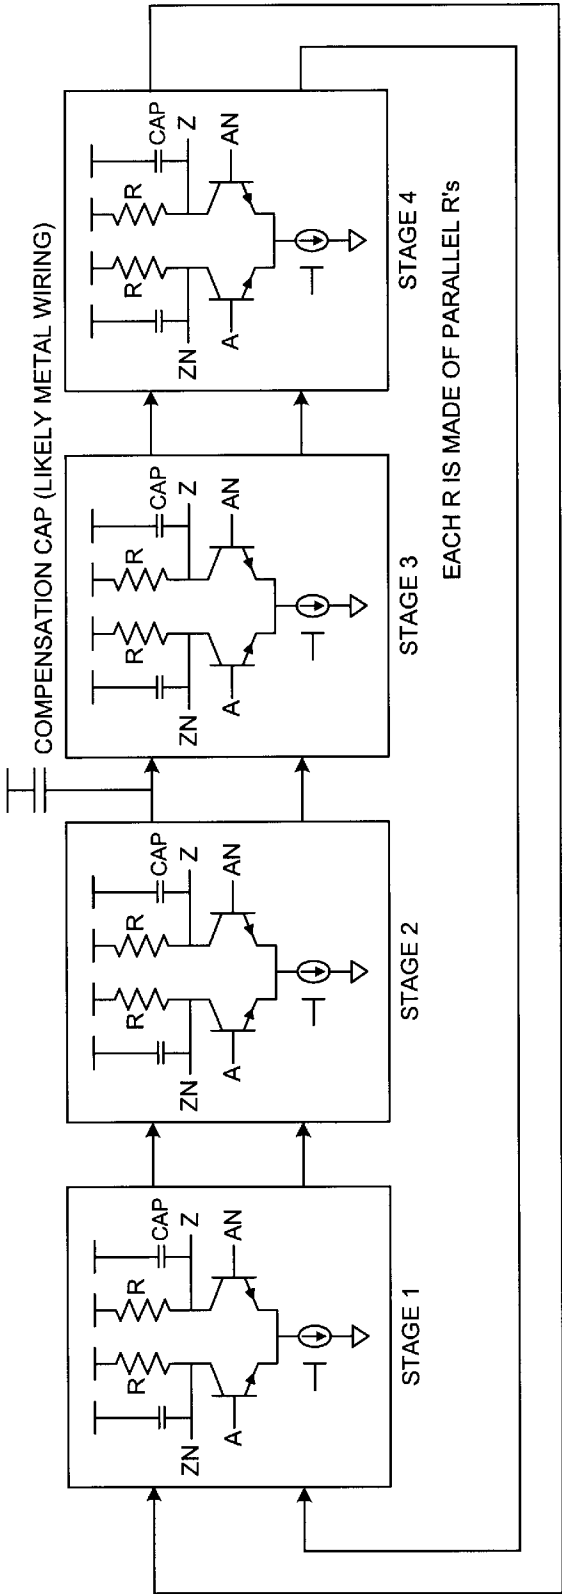 COMPENSATION CAP (LIKELY METAL WIRING)
R
R
CAP
ZN
Z
A
AN
I
STAGE 1
R
R
CAP
ZN
Z
A
AN
I
STAGE 2
R
R
CAP
ZN
Z
A
AN
I
STAGE 3
R
R
CAP
ZN
Z
A
AN
I
STAGE 4
EACH R IS MADE OF PARALLEL R's